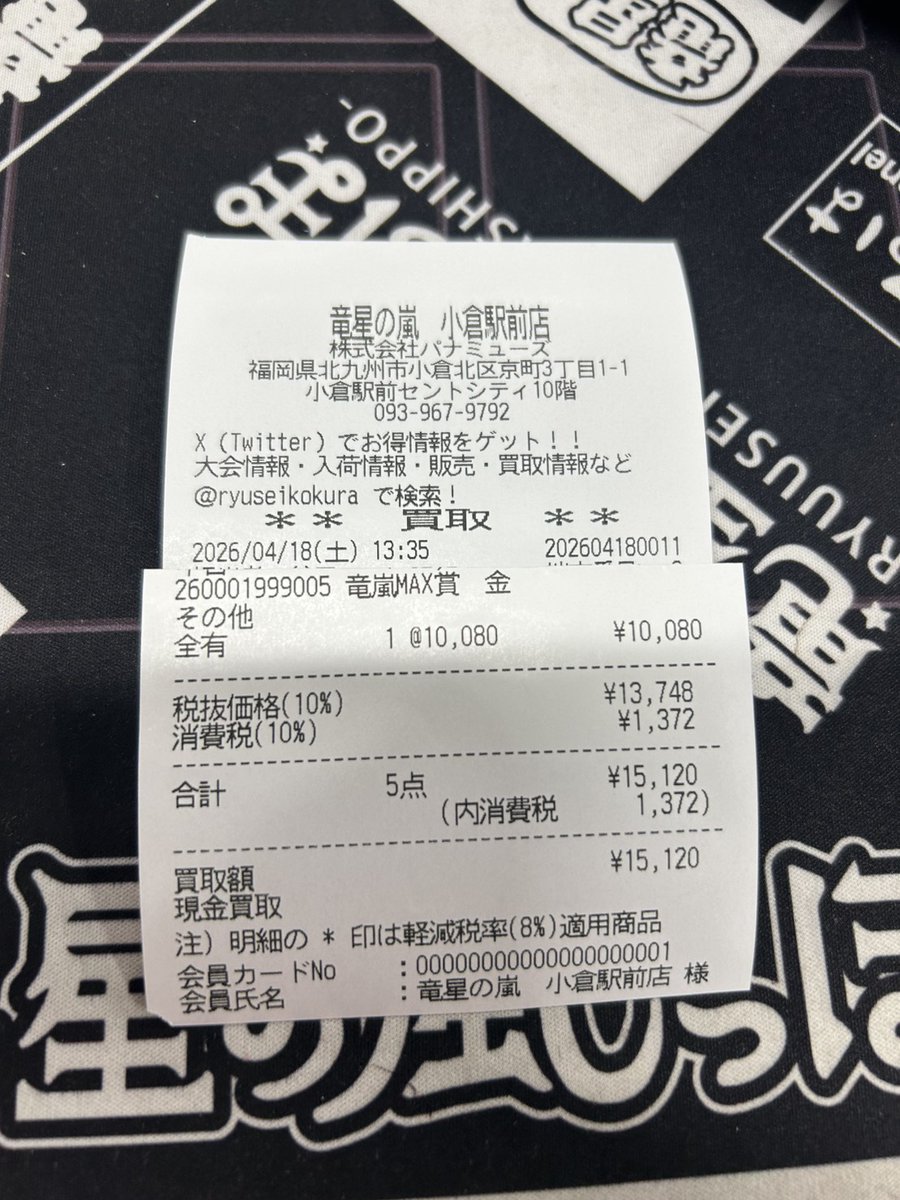 竜星の嵐 小倉駅前店
株式会社パナミューズ
福岡県北九州市小倉北区京町3丁目1-1
小倉駅前セントシティ10階
093-967-9792
X (Twitter) でお得情報をゲット！！
大会情報・入荷情報・販売・買取情報など
@ryuseikokura で検索！
＊＊ 買取 ＊＊
2026/04/18(土) 13:35 202604180011
260001999005 竜嵐MAX賞 金
その他
全有 1 @10,080 ¥10,080
税抜価格(10%) ¥13,748
消費税(10%) ¥1,372
合計 5点 ¥15,120
(内消費税 1,372)
買取額 ¥15,120
現金買取
注) 明細の * 印は軽減税率(8%)適用商品
会員カードNo :00000000000000000001
会員氏名 :竜星の嵐 小倉駅前店 様
SHIPPO-
RYUSEI
竜
星の嵐